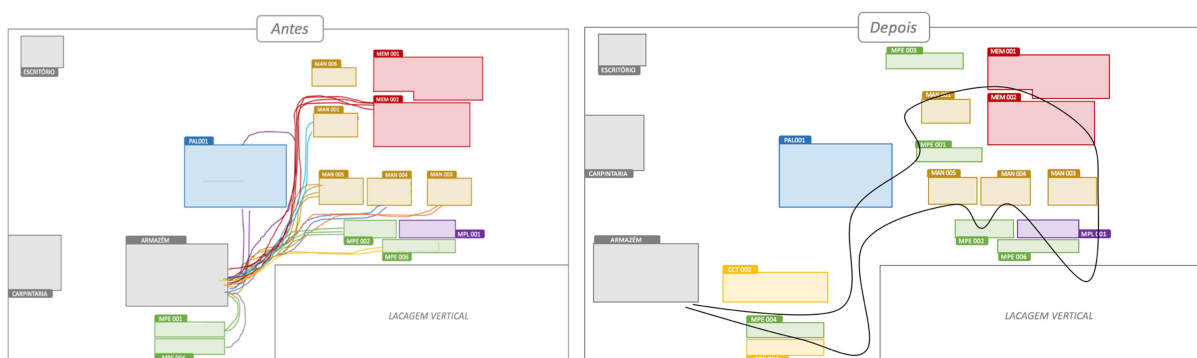 Antes
ESCRITÓRIO
MAN 006
MEM 001
MEM 002
MAN 001
PAL001
MAN 005
MAN 004
MAN 003
MPE 002
MPL 001
MPE 006
ARMAZÉM
CARPINTARIA
LACAGEM VERTICAL
MPE 001
MPE 004
Depois
ESCRITÓRIO
MPE 003
MEM 001
MEM 002
CARPINTARIA
PAL001
MPE 001
MAN 005
MAN 004
MAN 003
MPE 002
MPL 001
MPE 006
ARMAZÉM
CCT 002
MPE 004
LACAGEM VERTICAL